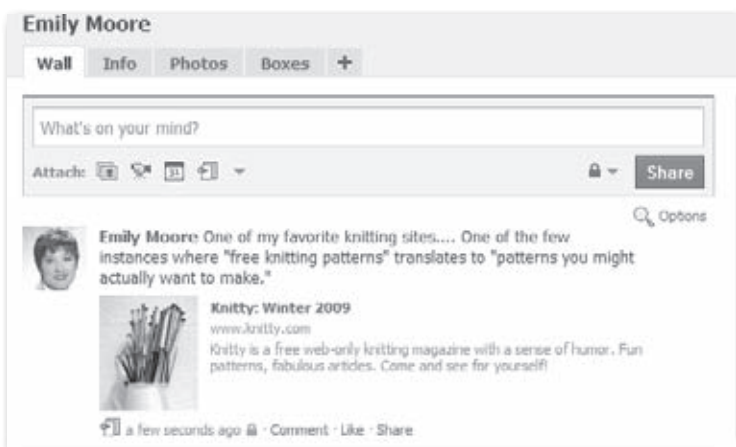 Emily Moore
Wall Info Photos Boxes +
What's on your mind?
Attach: 31 Share
Options
Emily Moore One of my favorite knitting sites.... One of the few
instances where "free knitting patterns" translates to "patterns you might
actually want to make."
Knitty: Winter 2009
www.knitty.com
Knitty is a free web-only knitting magazine with a sense of humor. Fun
patterns, fabulous articles. Come and see for yourself!
a few seconds ago · Comment · Like · Share